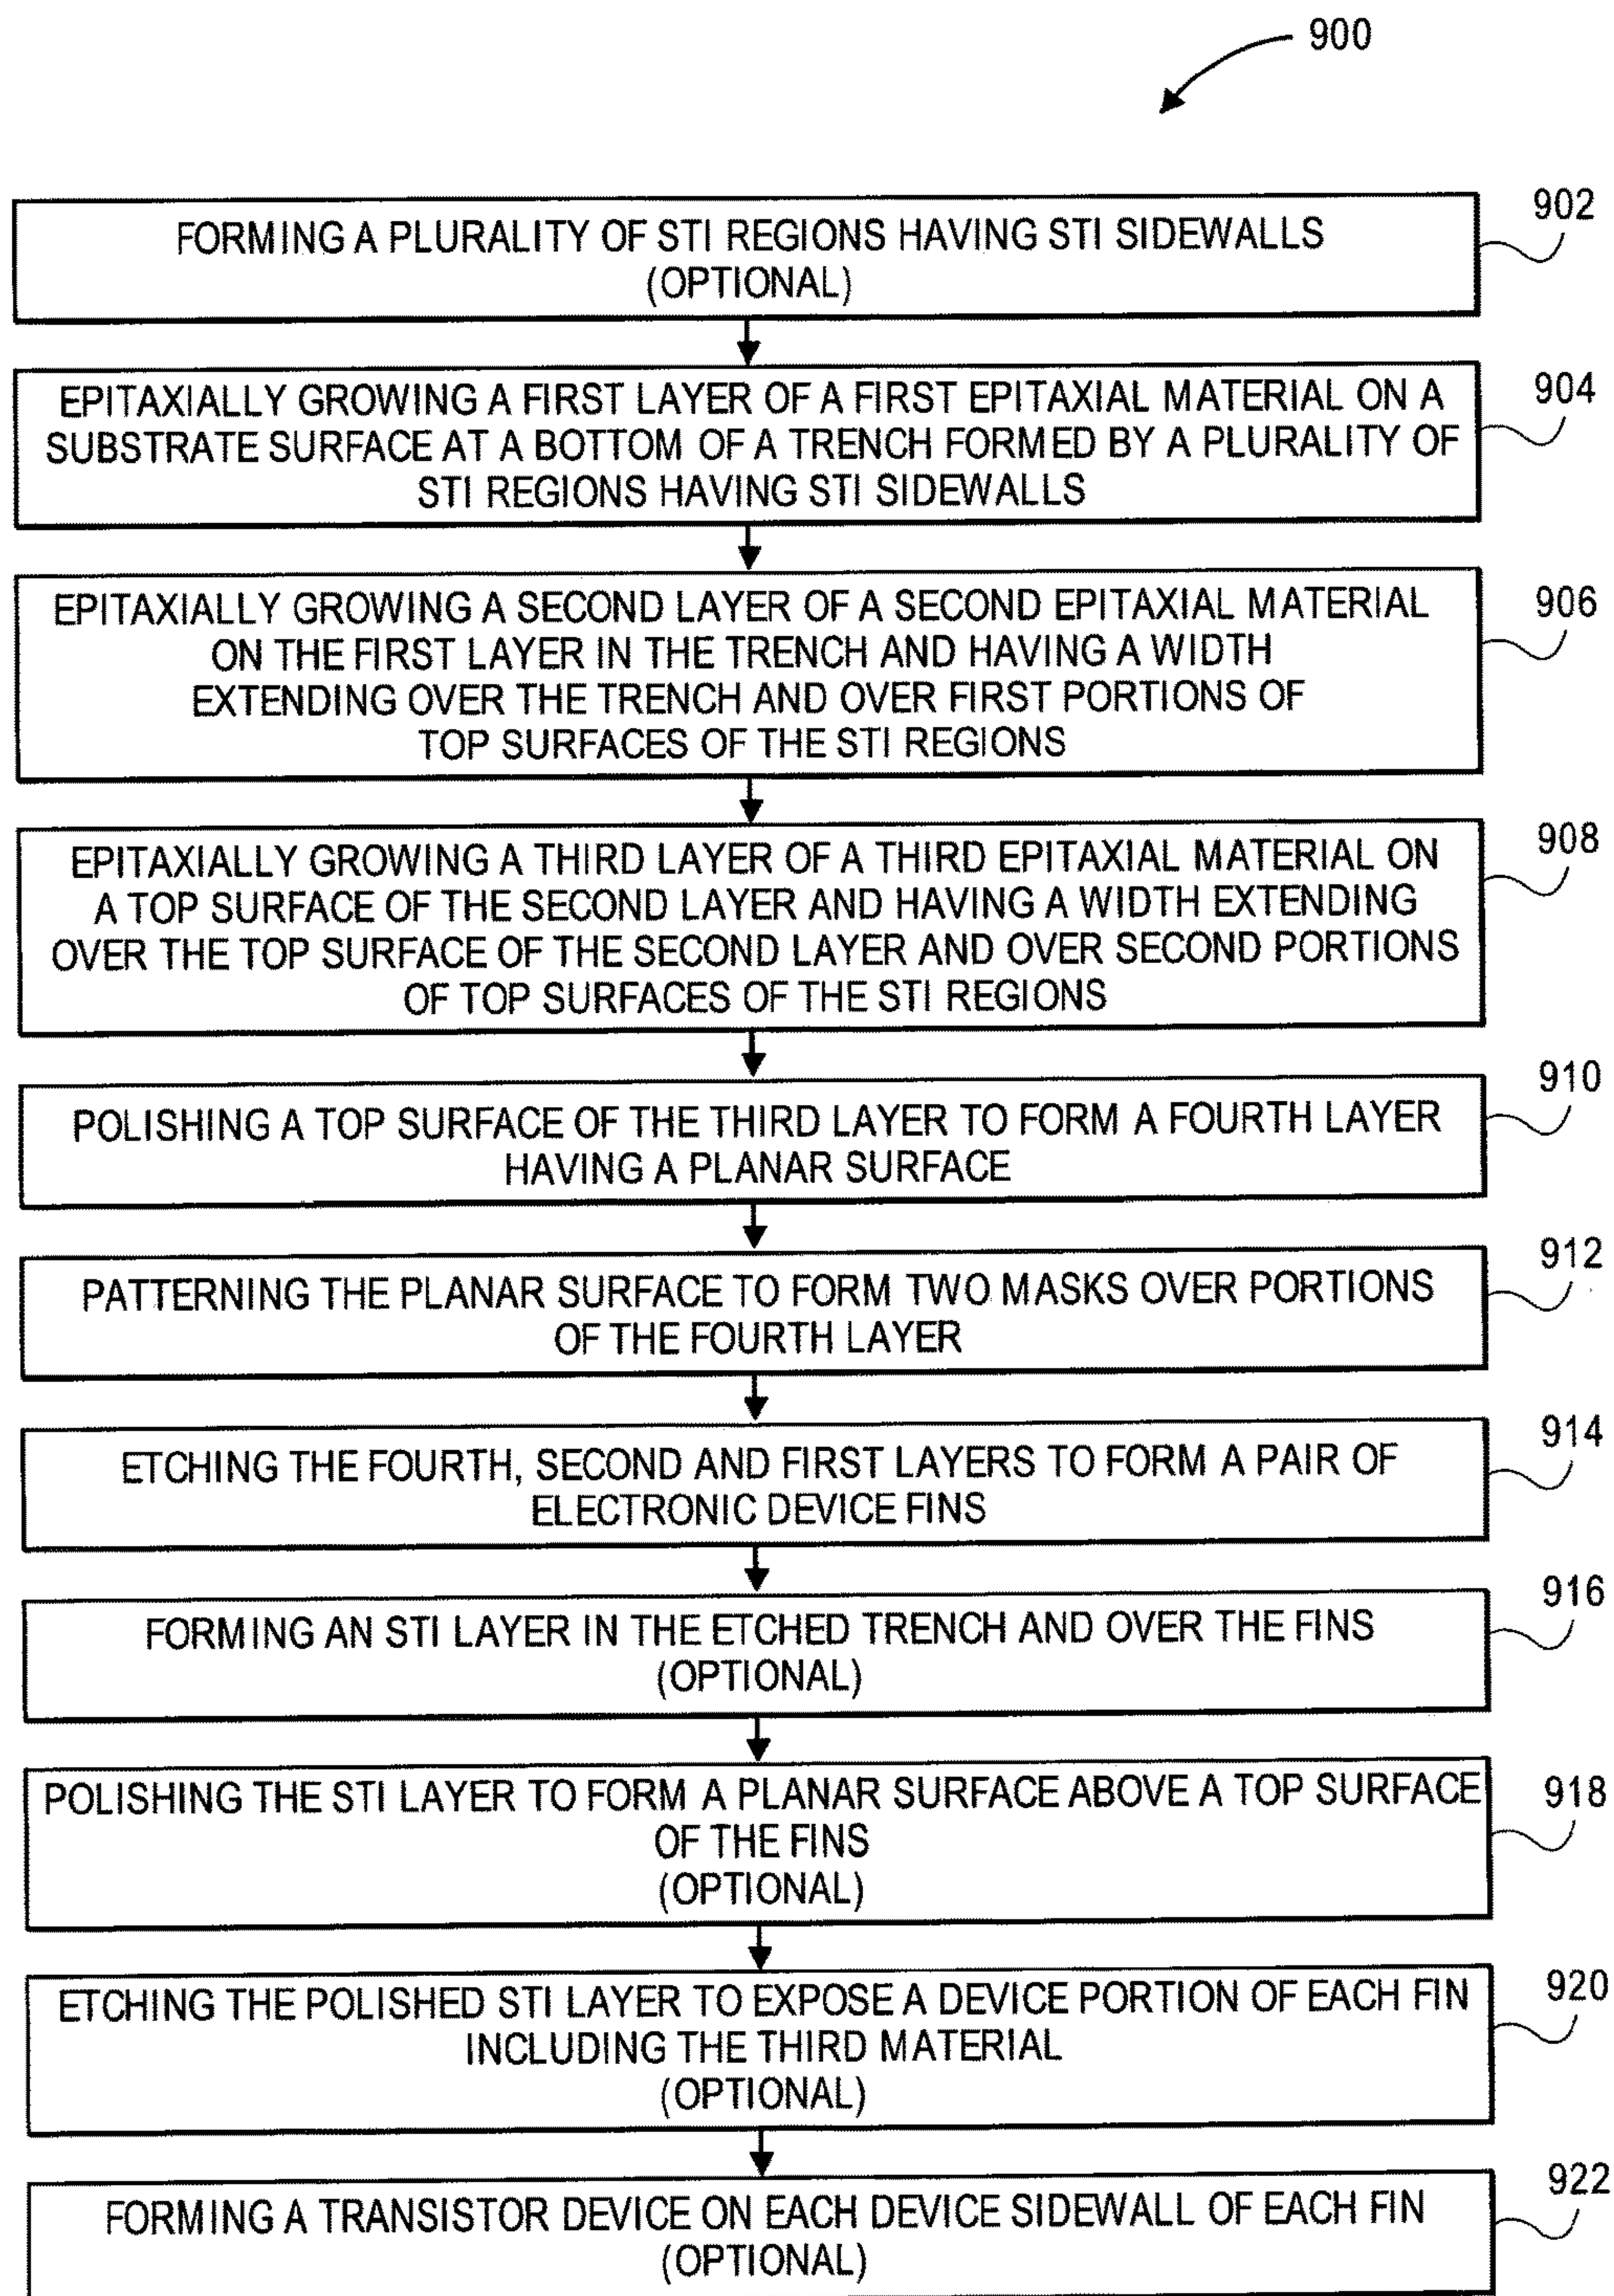 900
902
FORMING A PLURALITY OF STI REGIONS HAVING STI SIDEWALLS
(OPTIONAL)
904
EPITAXIALLY GROWING A FIRST LAYER OF A FIRST EPITAXIAL MATERIAL ON A
SUBSTRATE SURFACE AT A BOTTOM OF A TRENCH FORMED BY A PLURALITY OF
STI REGIONS HAVING STI SIDEWALLS
906
EPITAXIALLY GROWING A SECOND LAYER OF A SECOND EPITAXIAL MATERIAL
ON THE FIRST LAYER IN THE TRENCH AND HAVING A WIDTH
EXTENDING OVER THE TRENCH AND OVER FIRST PORTIONS OF
TOP SURFACES OF THE STI REGIONS
908
EPITAXIALLY GROWING A THIRD LAYER OF A THIRD EPITAXIAL MATERIAL ON
A TOP SURFACE OF THE SECOND LAYER AND HAVING A WIDTH EXTENDING
OVER THE TOP SURFACE OF THE SECOND LAYER AND OVER SECOND PORTIONS
OF TOP SURFACES OF THE STI REGIONS
910
POLISHING A TOP SURFACE OF THE THIRD LAYER TO FORM A FOURTH LAYER
HAVING A PLANAR SURFACE
912
PATTERNING THE PLANAR SURFACE TO FORM TWO MASKS OVER PORTIONS
OF THE FOURTH LAYER
914
ETCHING THE FOURTH, SECOND AND FIRST LAYERS TO FORM A PAIR OF
ELECTRONIC DEVICE FINS
916
FORMING AN STI LAYER IN THE ETCHED TRENCH AND OVER THE FINS
(OPTIONAL)
918
POLISHING THE STI LAYER TO FORM A PLANAR SURFACE ABOVE A TOP SURFACE
OF THE FINS
(OPTIONAL)
920
ETCHING THE POLISHED STI LAYER TO EXPOSE A DEVICE PORTION OF EACH FIN
INCLUDING THE THIRD MATERIAL
(OPTIONAL)
922
FORMING A TRANSISTOR DEVICE ON EACH DEVICE SIDEWALL OF EACH FIN
(OPTIONAL)